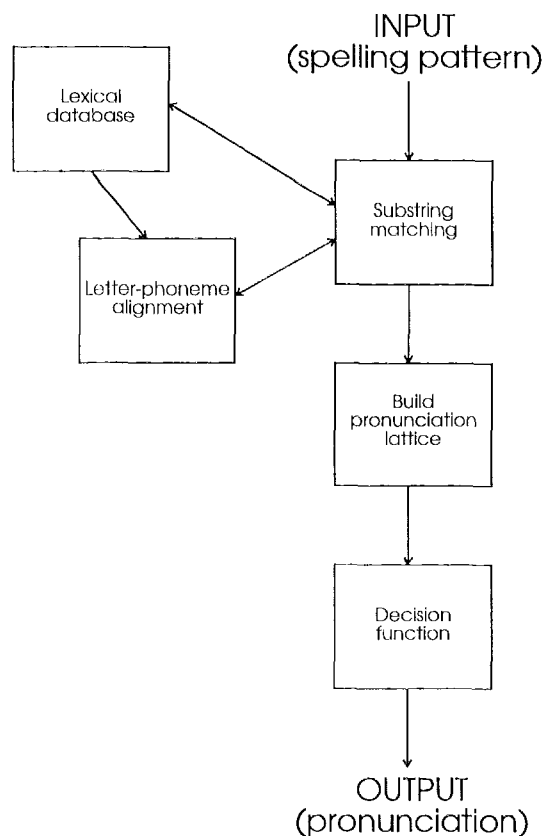 INPUT
(spelling pattern)
Lexical
database
Substring
matching
Letter-phoneme
alignment
Build
pronunciation
lattice
Decision
function
OUTPUT
(pronunciation)